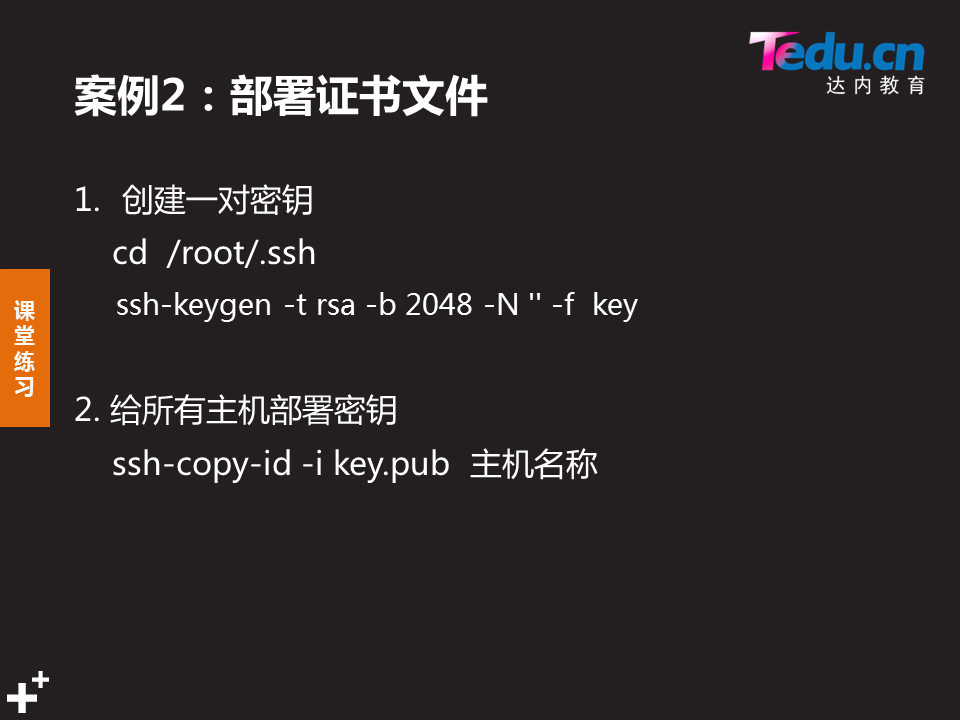 Tedu.cn
达内教育
案例2：部署证书文件
1. 创建一对密钥
cd /root/.ssh
ssh-keygen -t rsa -b 2048 -N '' -f key
课堂练习
2. 给所有主机部署密钥
ssh-copy-id -i key.pub 主机名称